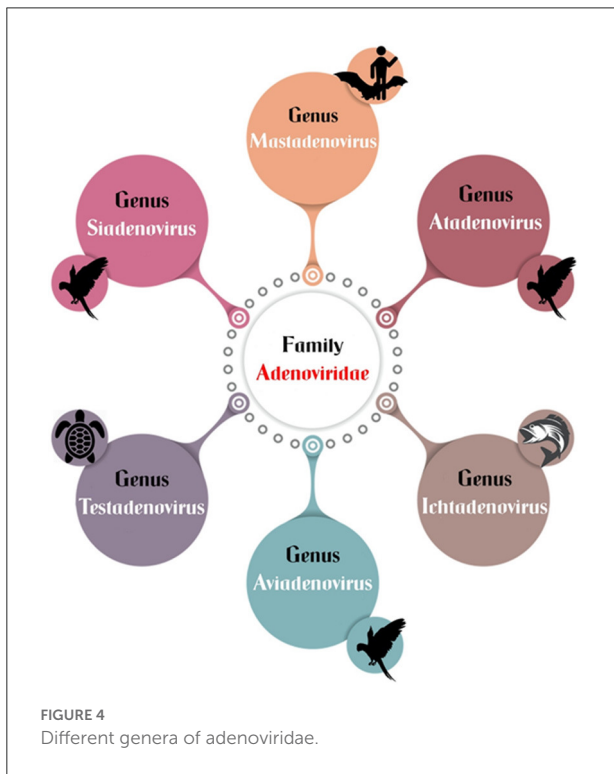 Genus
Mastadenovirus
Genus
Siadenovirus
Genus
Atadenovirus
Family
Adenoviridae
Genus
Testadenovirus
Genus
Ichtadenovirus
Genus
Aviadenovirus
FIGURE 4
Different genera of adenoviridae.